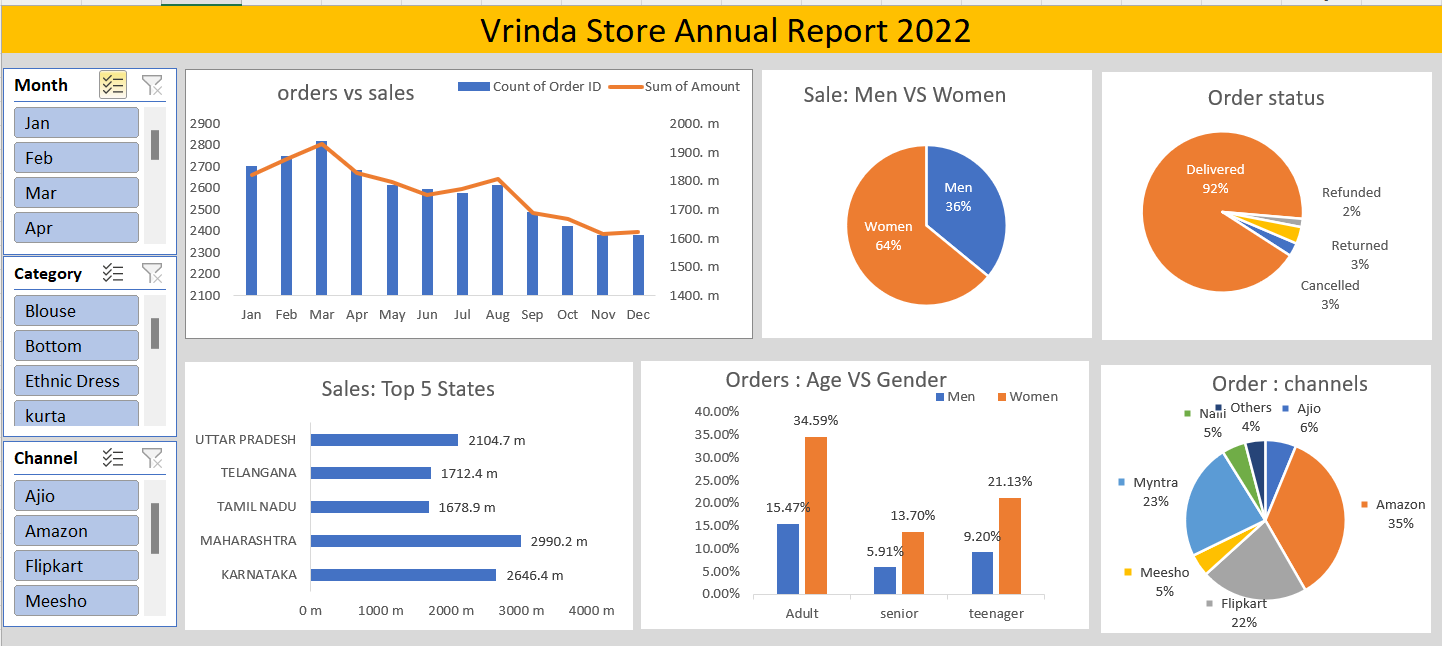 Vrinda Store Annual Report 2022
Month
Jan
Feb
Mar
Apr
Category
Blouse
Bottom
Ethnic Dress
kurta
Channel
Ajio
Amazon
Flipkart
Meesho
orders vs sales
Count of Order ID
Sum of Amount
2900
2800
2700
2600
2500
2400
2300
2200
2100
2000. m
1900. m
1800. m
1700. m
1600. m
1500. m
1400. m
Jan Feb Mar Apr May Jun Jul Aug Sep Oct Nov Dec
Sale: Men VS Women
Men
36%
Women
64%
Order status
Delivered
92%
Refunded
2%
Returned
3%
Cancelled
3%
Sales: Top 5 States
UTTAR PRADESH 2104.7 m
TELANGANA 1712.4 m
TAMIL NADU 1678.9 m
MAHARASHTRA 2990.2 m
KARNATAKA 2646.4 m
0 m 1000 m 2000 m 3000 m 4000 m
Orders : Age VS Gender
Men Women
40.00%
35.00%
30.00%
25.00%
20.00%
15.00%
10.00%
5.00%
0.00%
15.47%
34.59%
5.91%
13.70%
9.20%
21.13%
Adult senior teenager
Order : channels
Others
4%
Ajio
6%
5%
Myntra
23%
Amazon
35%
Meesho
5%
Flipkart
22%